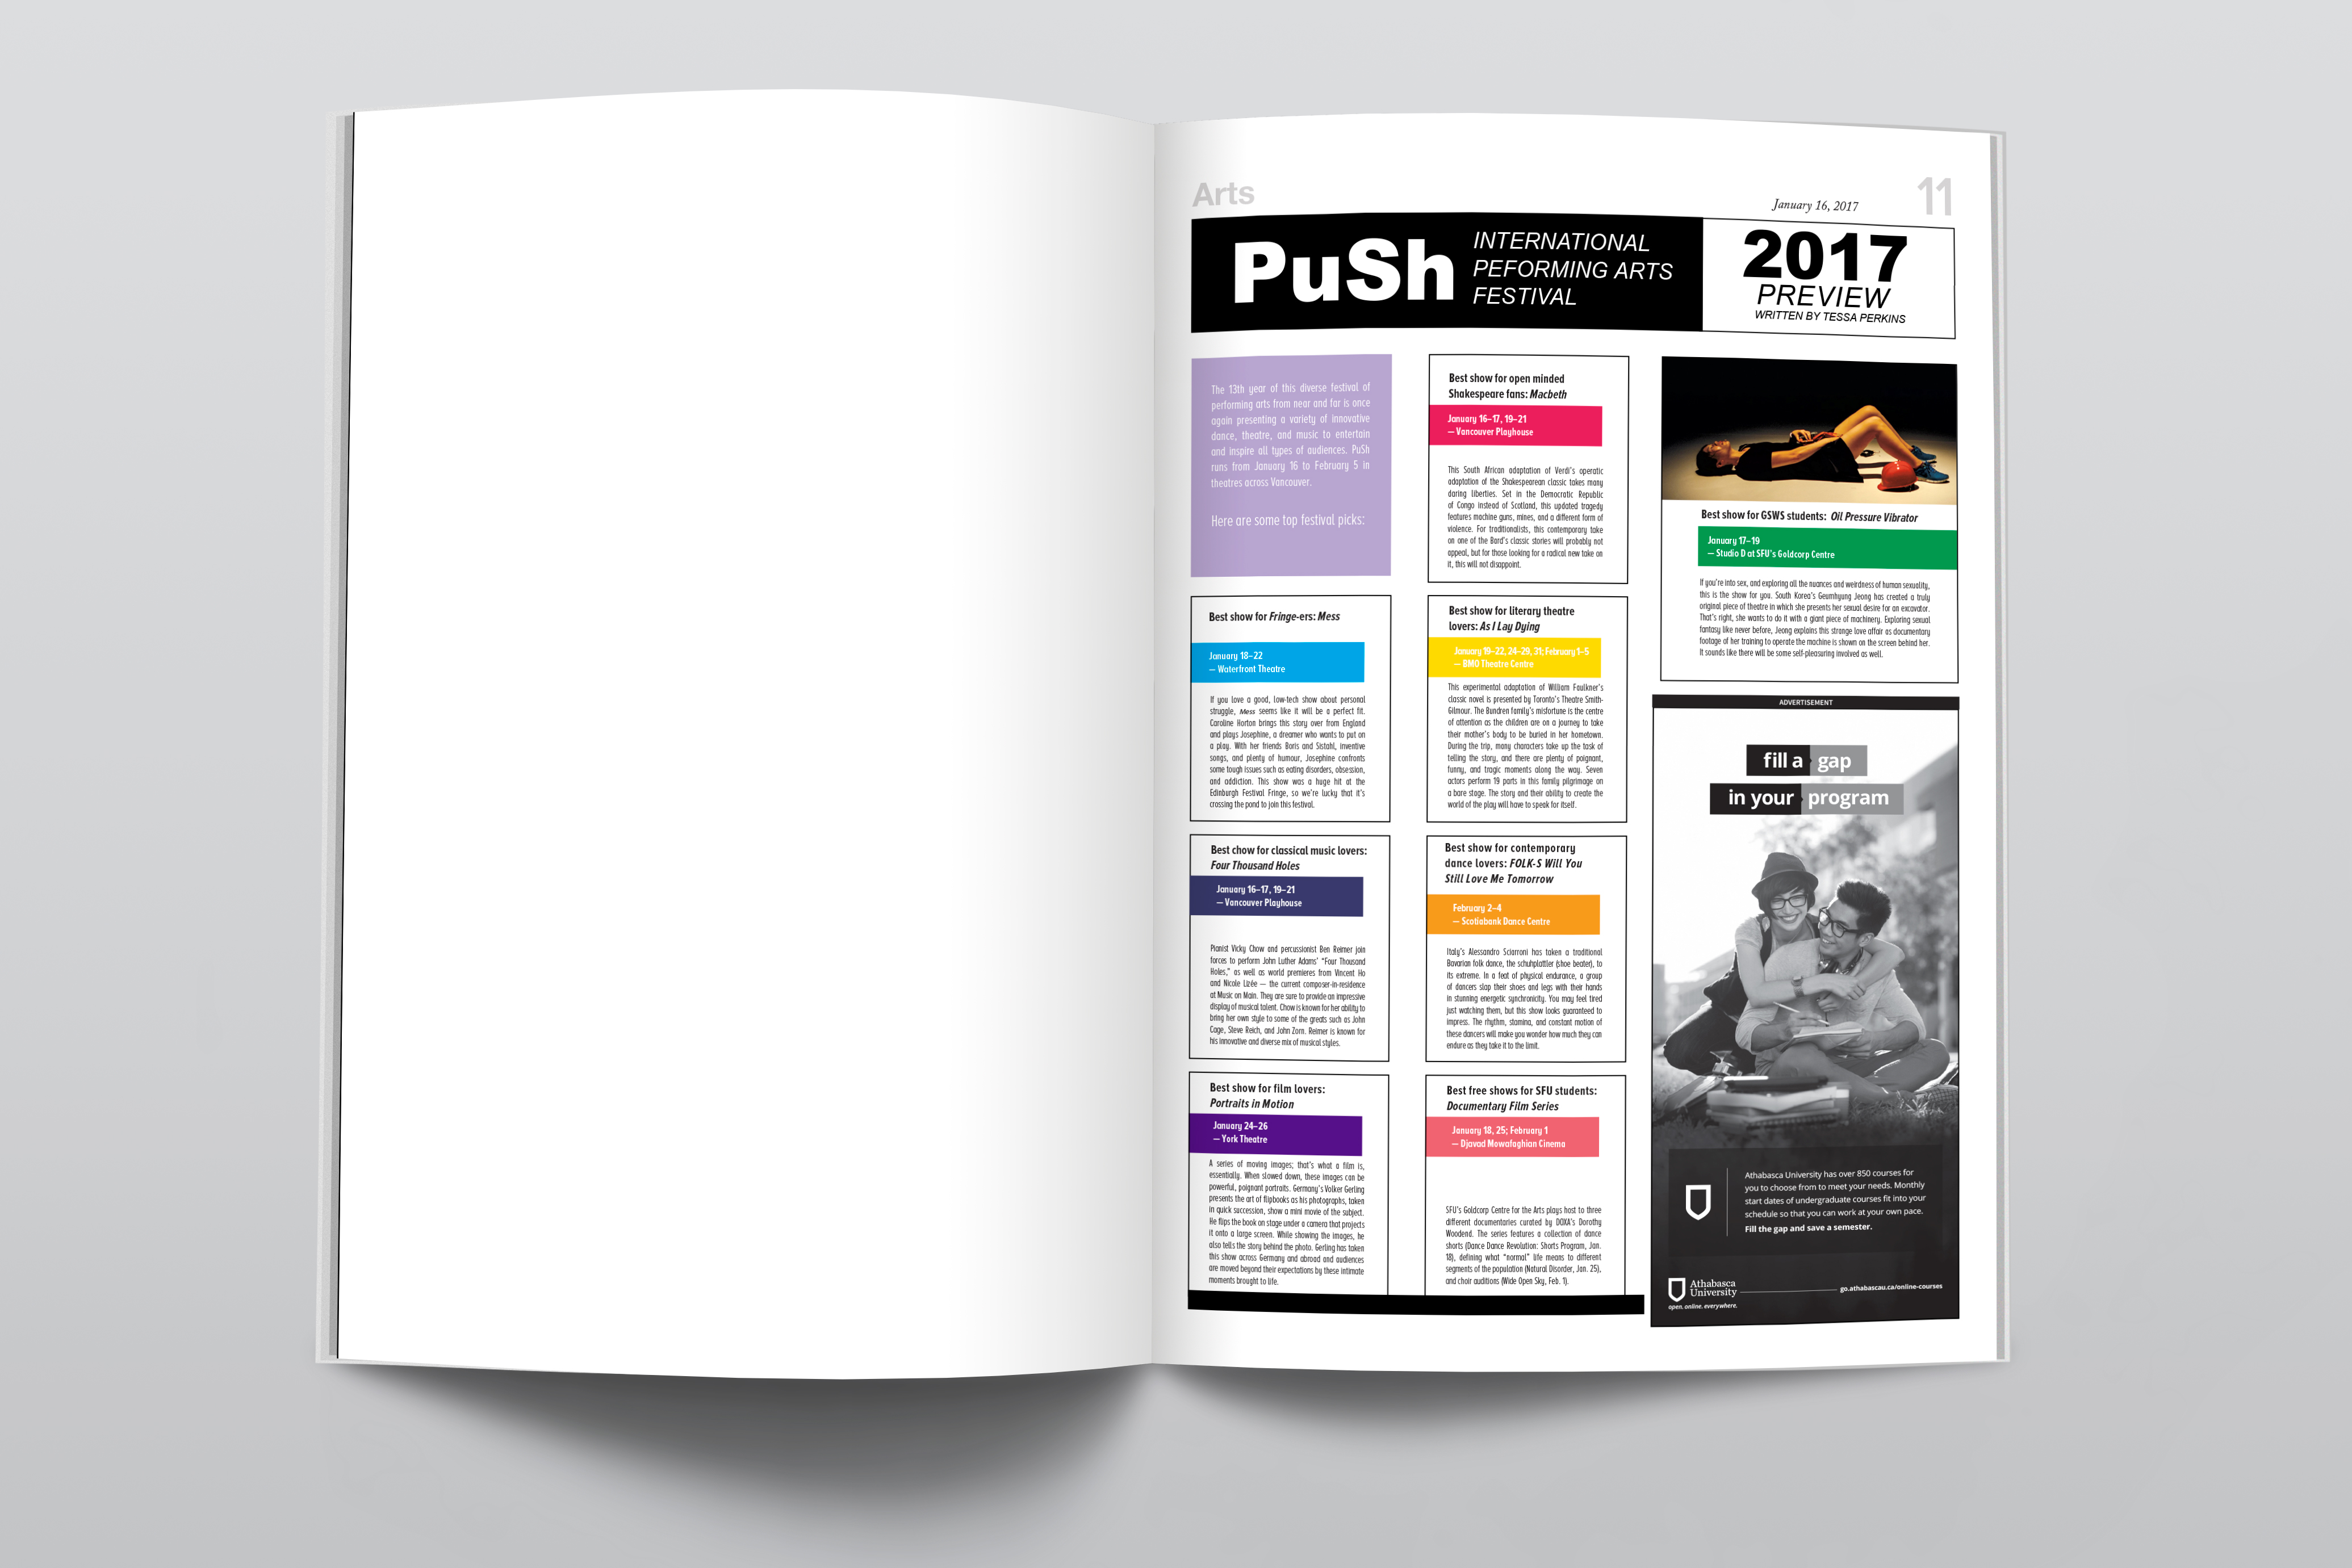 Arts
January 16, 2017
11
PuSh
INTERNATIONAL
PEFORMING ARTS
FESTIVAL
2017
PREVIEW
WRITTEN BY TESSA PERKINS
The 13th year of this diverse festival of
performing arts from near and far is once
again presenting a variety of innovative
dance, theatre, and music to entertain
and inspire all types of audiences. PuSh
runs from January 16 to February 5 in
theatres across Vancouver.
Here are some top festival picks:
Best show for Fringe-ers: Mess
January 18–22
— Waterfront Theatre
If you love a good, low-tech show about personal
struggle, Mess seems like it will be a perfect fit.
Caroline Horton brings this story over from England
and plays Josephine, a dreamer who wants to put on
a play. With her friends Boris and Sistahl, inventive
songs, and plenty of humour, Josephine confronts
some tough issues such as eating disorders, obsession,
and addiction. This show was a huge hit at the
Edinburgh Festival Fringe, so we're lucky that it's
crossing the pond to join this festival.
Best chow for classical music lovers:
Four Thousand Holes
January 16–17, 19–21
— Vancouver Playhouse
Pianist Vicky Chow and percussionist Ben Reimer join
forces to perform John Luther Adams' "Four Thousand
Holes," as well as world premieres from Vincent Ho
and Nicole Lizée — the current composer-in-residence
at Music on Main. They are sure to provide an impressive
display of musical talent. Chow is known for her ability to
bring her own style to some of the greats such as John
Cage, Steve Reich, and John Zorn. Reimer is known for
his innovative and diverse mix of musical styles.
Best show for film lovers:
Portraits in Motion
January 24–26
— York Theatre
A series of moving images; that's what a film is,
essentially. When slowed down, these images can be
powerful, poignant portraits. Germany's Volker Gerling
presents the art of flipbooks as his photographs, taken
in quick succession, show a mini movie of the subject.
He flips the book on stage under a camera that projects
it onto a large screen. While showing the images, he
also tells the story behind the photo. Gerling has taken
this show across Germany and abroad and audiences
are moved beyond their expectations by these intimate
moments brought to life.
Best show for open minded
Shakespeare fans: Macbeth
January 16–17, 19–21
— Vancouver Playhouse
This South African adaptation of Verdi's operatic
adaptation of the Shakespearean classic takes many
daring liberties. Set in the Democratic Republic
of Congo instead of Scotland, this updated tragedy
features machine guns, mines, and a different form of
violence. For traditionalists, this contemporary take
on one of the Bard's classic stories will probably not
appeal, but for those looking for a radical new take on
it, this will not disappoint.
Best show for literary theatre
lovers: As I Lay Dying
January 19–22, 24–29, 31; February 1–5
— BMO Theatre Centre
This experimental adaptation of William Faulkner's
classic novel is presented by Toronto's Theatre Smith-
Gilmour. The Bundren family's misfortune is the centre
of attention as the children are on a journey to take
their mother's body to be buried in her hometown.
During the trip, many characters take up the task of
telling the story, and there are plenty of poignant,
funny, and tragic moments along the way. Seven
actors perform 19 parts in this family pilgrimage on
a bare stage. The story and their ability to create the
world of the play will have to speak for itself.
Best show for contemporary
dance lovers: FOLK-S Will You
Still Love Me Tomorrow
February 2–4
— Scotiabank Dance Centre
Italy's Alessandro Sciarroni has taken a traditional
Bavarian folk dance, the schuhplattler (shoe beater), to
its extreme. In a feat of physical endurance, a group
of dancers slap their shoes and legs with their hands
in stunning energetic synchronicity. You may feel tired
just watching them, but this show looks guaranteed to
impress. The rhythm, stamina, and constant motion of
these dancers will make you wonder how much they can
endure as they take it to the limit.
Best free shows for SFU students:
Documentary Film Series
January 18, 25; February 1
— Djavad Mowafaghian Cinema
SFU's Goldcorp Centre for the Arts plays host to three
different documentaries curated by DOXA's Dorothy
Woodend. The series features a collection of dance
shorts (Dance Dance Revolution: Shorts Program, Jan.
18), defining what "normal" life means to different
segments of the population (Natural Disorder, Jan. 25),
and choir auditions (Wide Open Sky, Feb. 1).
Best show for GSWS students: Oil Pressure Vibrator
January 17–19
— Studio D at SFU's Goldcorp Centre
If you're into sex, and exploring all the nuances and weirdness of human sexuality,
this is the show for you. South Korea's Geumhyung Jeong has created a truly
original piece of theatre in which she presents her sexual desire for an excavator.
That's right, she wants to do it with a giant piece of machinery. Exploring sexual
fantasy like never before, Jeong explains this strange love affair as documentary
footage of her training to operate the machine is shown on the screen behind her.
It sounds like there will be some self-pleasuring involved as well.
ADVERTISEMENT
fill a gap
in your program
Athabasca University has over 850 courses for
you to choose from to meet your needs. Monthly
start dates of undergraduate courses fit into your
schedule so that you can work at your own pace.
Fill the gap and save a semester.
Athabasca
University
open. online. everywhere.
go.athabascau.ca/online-courses